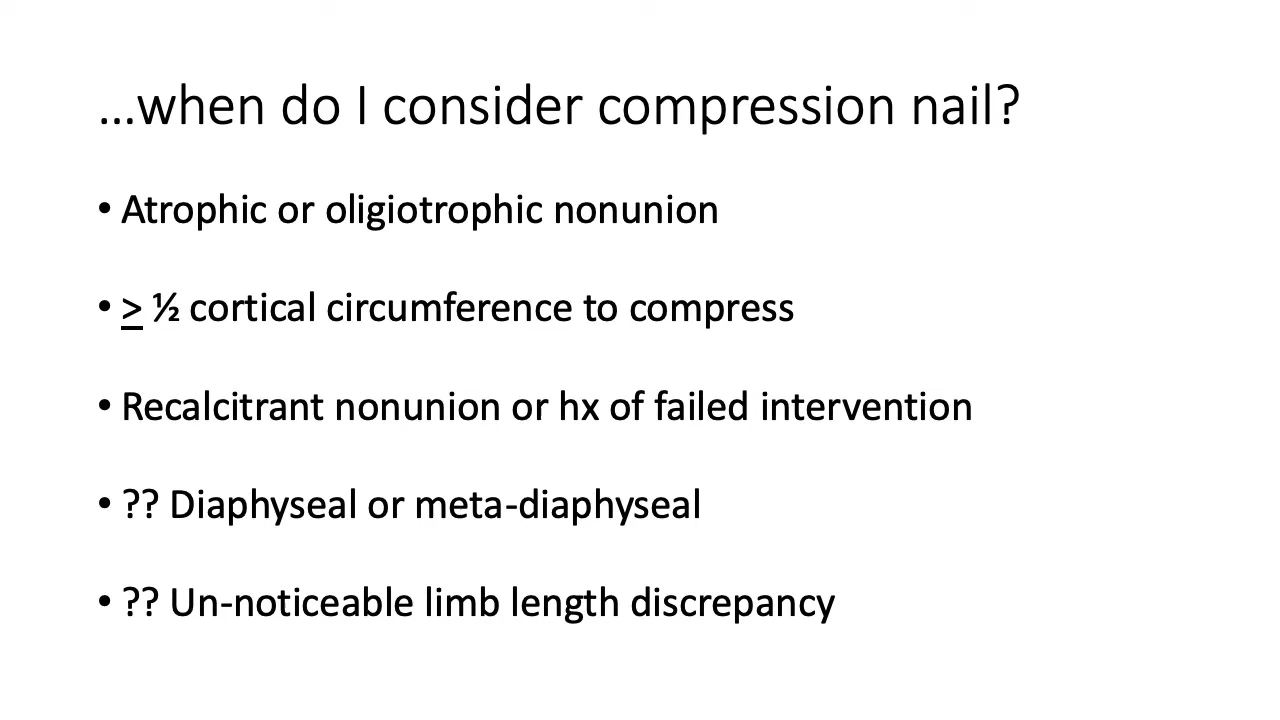 …when do I consider compression nail?
• Atrophic or oligiotrophic nonunion
• ≥ ½ cortical circumference to compress
• Recalcitrant nonunion or hx of failed intervention
• ?? Diaphyseal or meta-diaphyseal
• ?? Un-noticeable limb length discrepancy